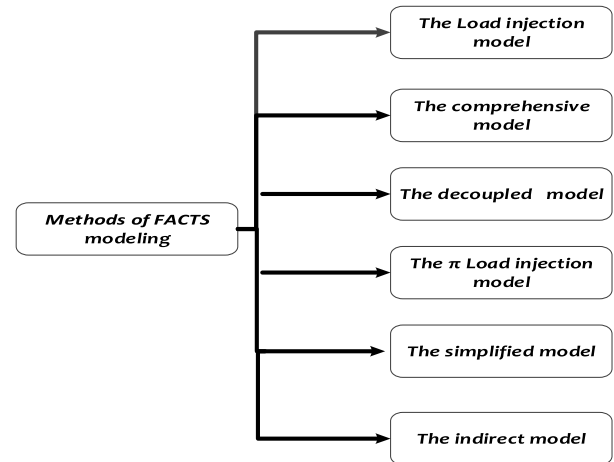 The Load injection
model
The comprehensive
model
The decoupled model
Methods of FACTS
modeling
The π Load injection
model
The simplified model
The indirect model